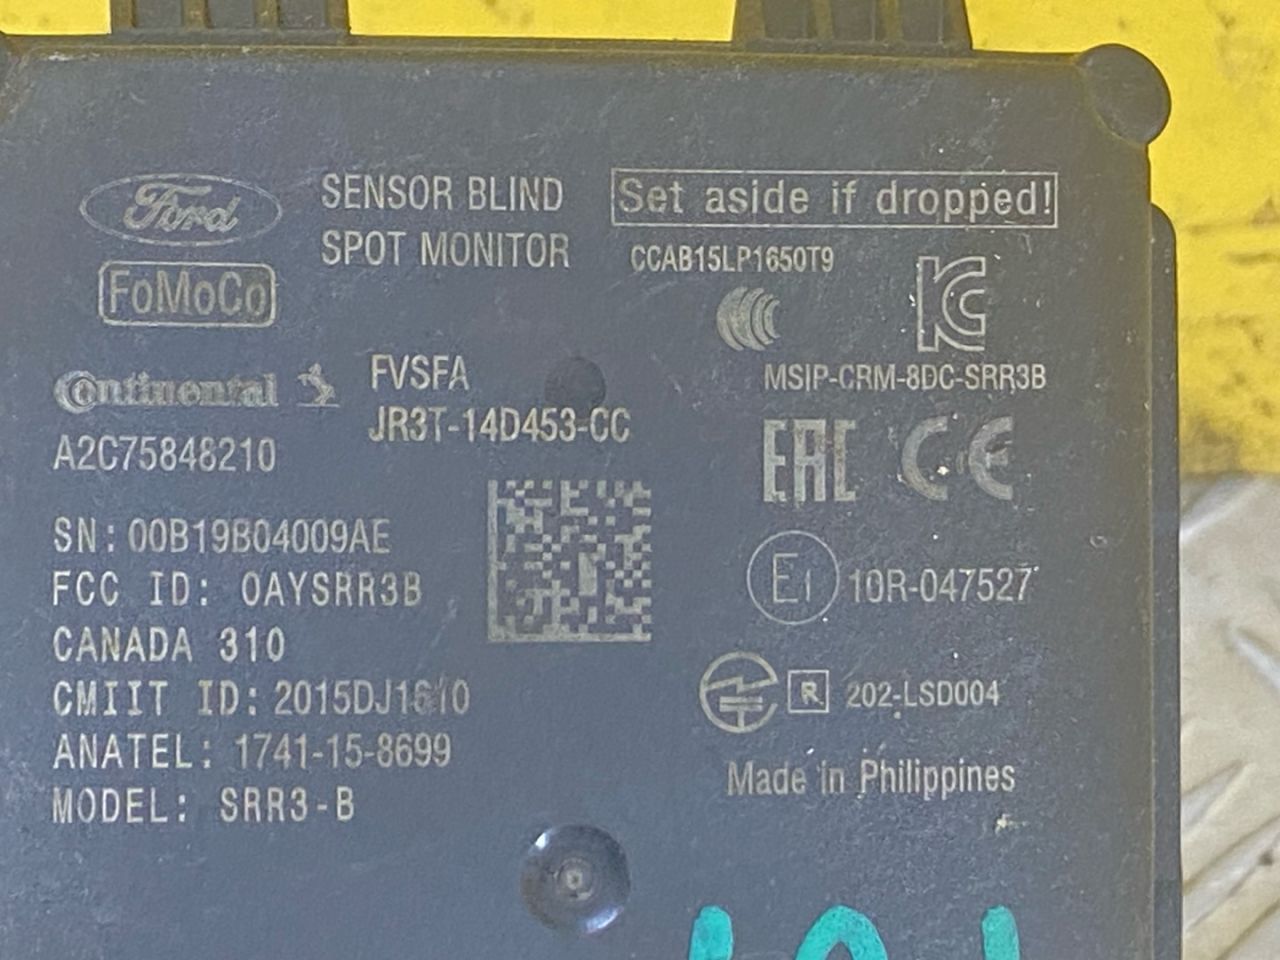 Ford
FoMoCo
SENSOR BLIND
SPOT MONITOR
Set aside if dropped!
CCAB15LP1650T9
Continental
A2C75848210
FVSFA
JR3T-14D453-CC
MSIP-CRM-8DC-SRR3B
EAC CE
SN: 00B19B04009AE
FCC ID: OAYSRR3B
CANADA 310
CMIIT ID: 2015DJ1610
ANATEL: 1741-15-8699
MODEL: SRR3-B
E1 10R-047527
R 202-LSD004
Made in Philippines